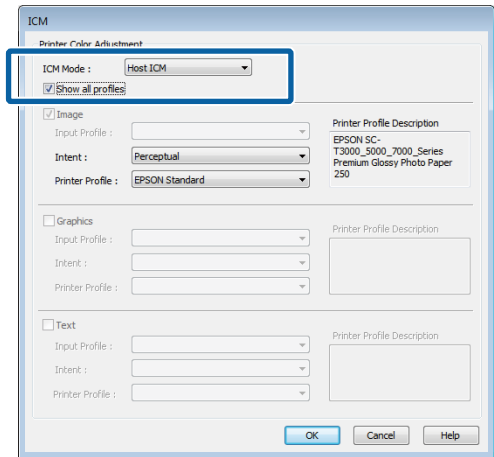 ICM
Printer Color Adjustment
ICM Mode : Host ICM
Show all profiles
Image
Input Profile :
Intent : Perceptual
Printer Profile : EPSON Standard
Printer Profile Description
EPSON SC-
T3000_5000_7000_Series
Premium Glossy Photo Paper
250
Graphics
Input Profile :
Intent :
Printer Profile :
Printer Profile Description
Text
Input Profile :
Intent :
Printer Profile :
Printer Profile Description
OK Cancel Help